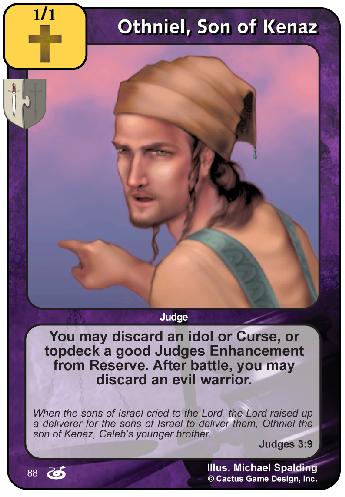 1/1
Othniel, Son of Kenaz
Judge
You may discard an idol or Curse, or
topdeck a good Judges Enhancement
from Reserve. After battle, you may
discard an evil warrior.
When the sons of Israel cried to the Lord, the Lord raised up
a deliverer for the sons of Israel to deliver them, Othniel the
son of Kenaz, Caleb's younger brother.
Judges 3:9
88
Illus. Michael Spalding
© Cactus Game Design, Inc.